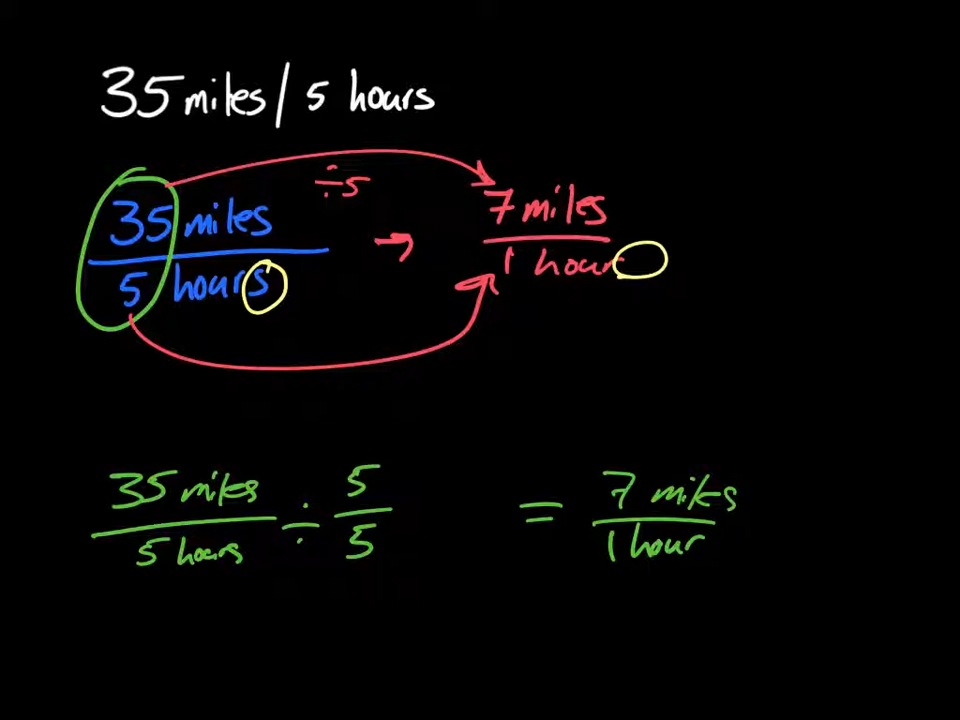 35 miles / 5 hours
35 miles ÷5 7 miles
5 hours → 1 hour
35 miles ÷ 5 = 7 miles
5 hours 5 1 hour